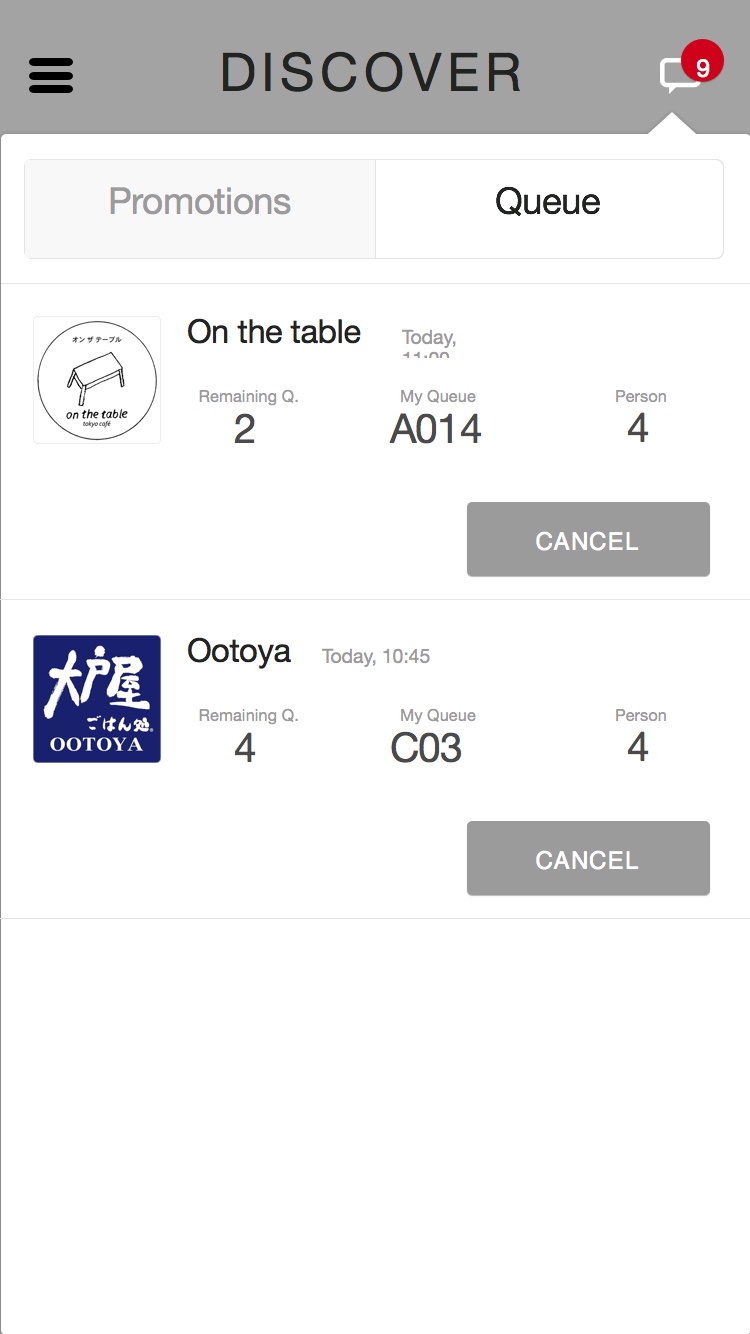 DISCOVER
9
Promotions
Queue
On the table
Today,
11:00
オン ザ テーブル
on the table
tokyo café
Remaining Q.
My Queue
Person
2
A014
4
CANCEL
Ootoya
Today, 10:45
大戸屋
ごはん処
OOTOYA
Remaining Q.
My Queue
Person
4
C03
4
CANCEL